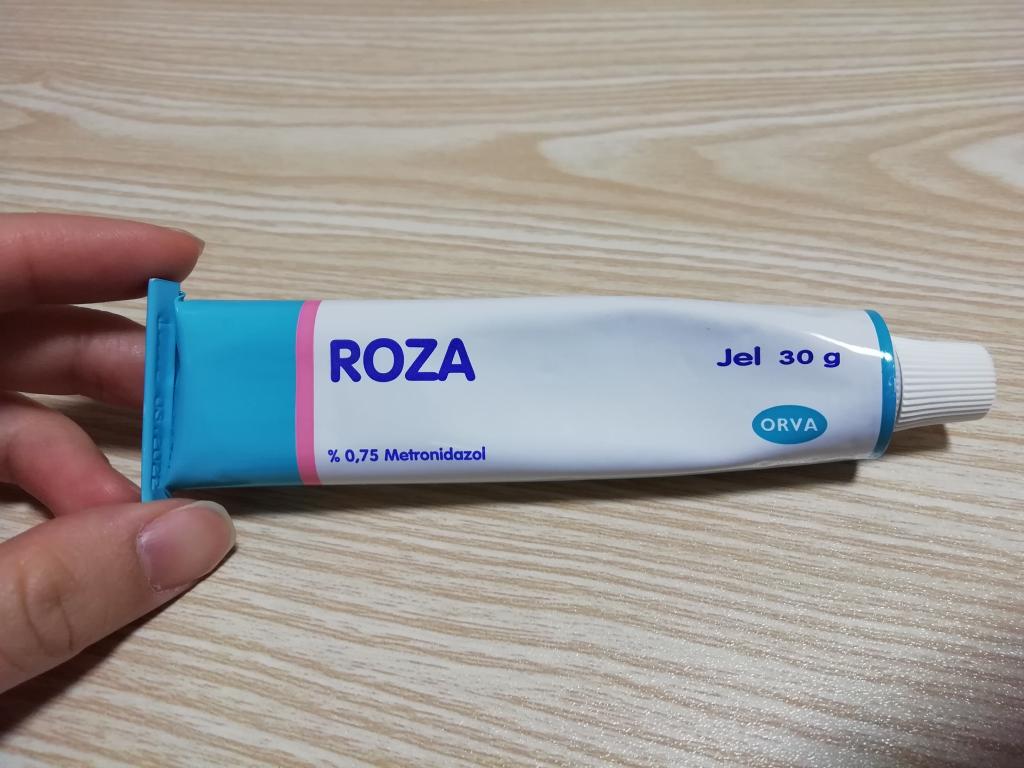 ROZA
% 0,75 Metronidazol
Jel 30 g
ORVA